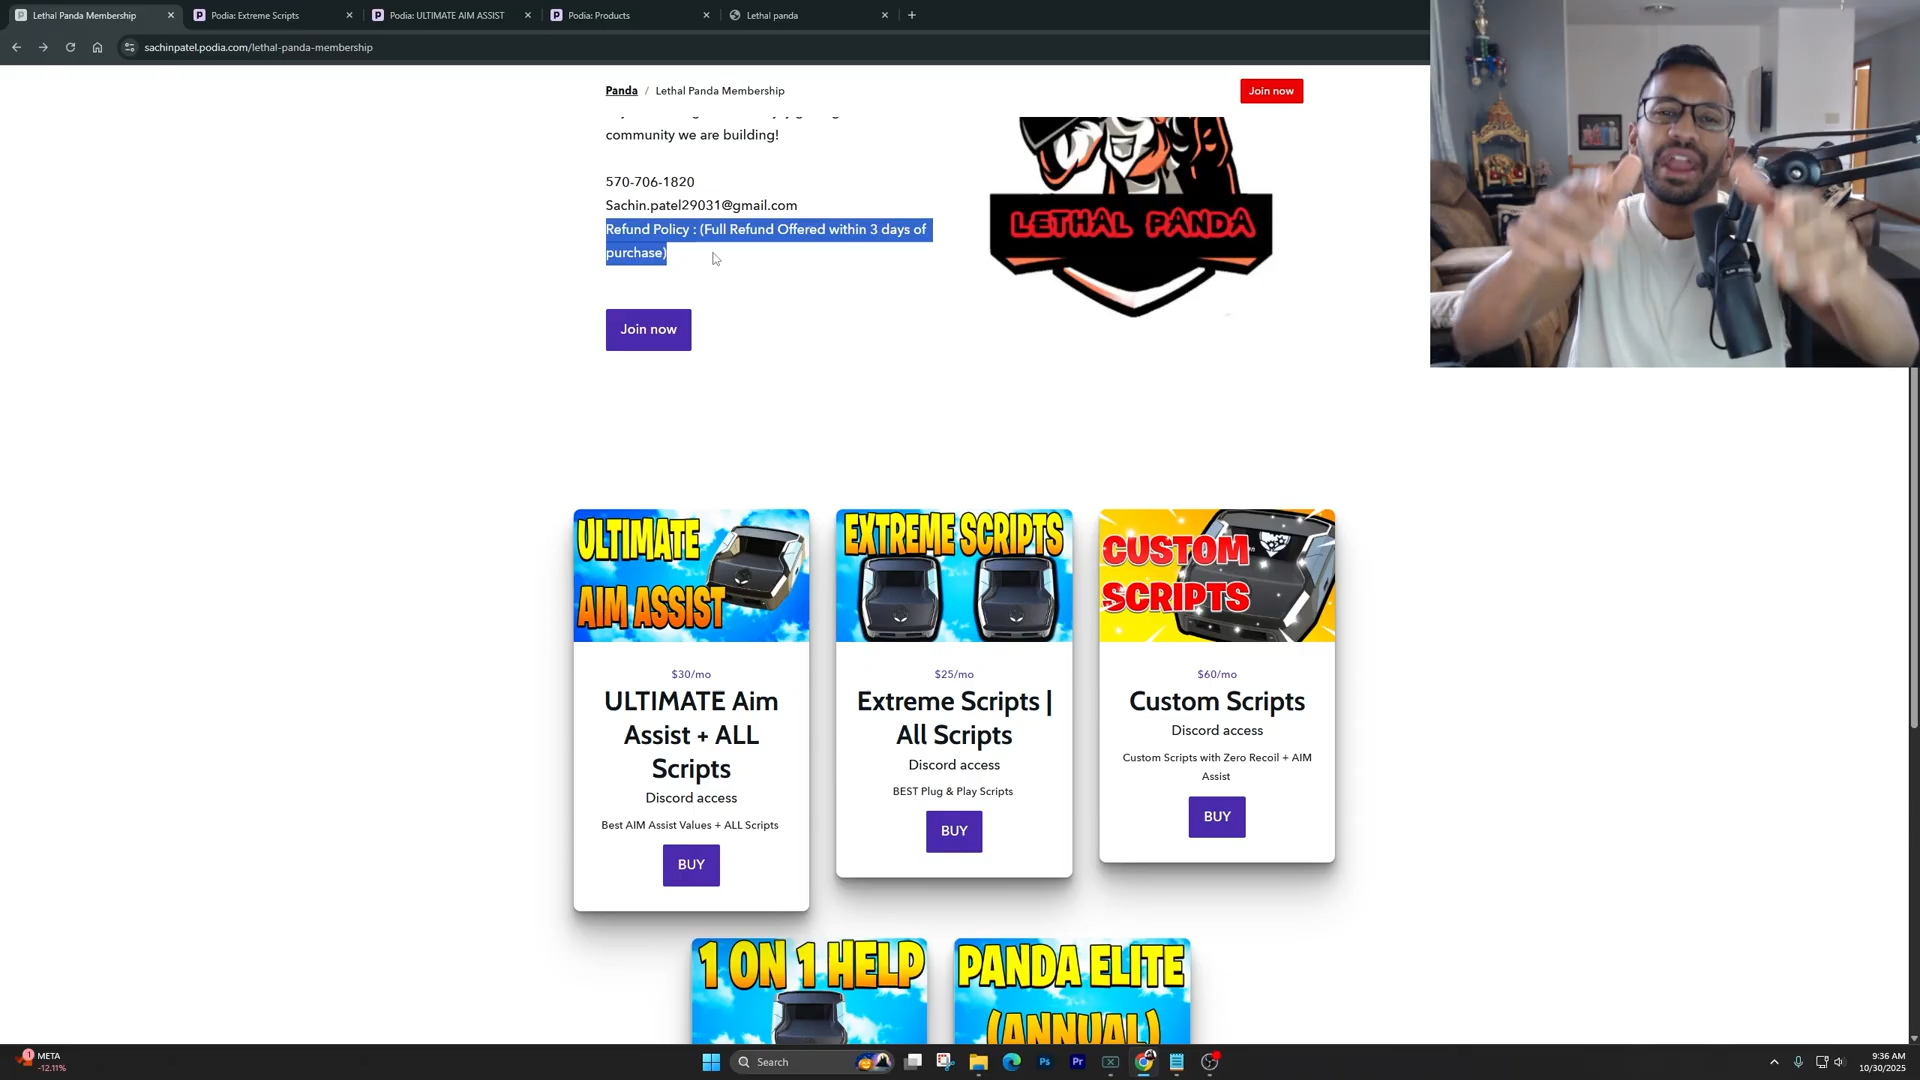 Lethal Panda Membership
Podia: Extreme Scripts
Podia: ULTIMATE AIM ASSIST
Podia: Products
Lethal panda
sachinpatel.podia.com/lethal-panda-membership
Panda / Lethal Panda Membership
Join now
community we are building!
570-706-1820
Sachin.patel29031@gmail.com
Refund Policy : (Full Refund Offered within 3 days of
purchase)
Join now
LETHAL PANDA
ULTIMATE
AIM ASSIST
$30/mo
ULTIMATE Aim
Assist + ALL
Scripts
Discord access
Best AIM Assist Values + ALL Scripts
BUY
EXTREME SCRIPTS
$25/mo
Extreme Scripts |
All Scripts
Discord access
BEST Plug & Play Scripts
BUY
CUSTOM
SCRIPTS
$60/mo
Custom Scripts
Discord access
Custom Scripts with Zero Recoil + AIM
Assist
BUY
1 ON 1 HELP
PANDA ELITE
(ANNUAL)
1
META
-12.11%
Search
Ps
Pr
9:36 AM
10/30/2025